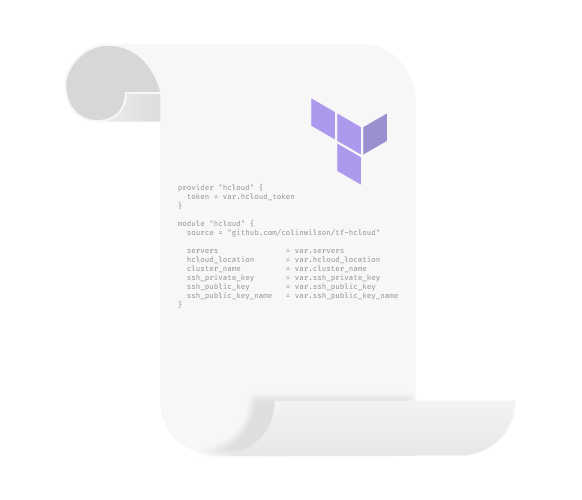 provider "hcloud" {
  token = var.hcloud_token
}

module "hcloud" {
  source = "github.com/colinwilson/tf-hcloud"

  servers               = var.servers
  hcloud_location       = var.hcloud_location
  cluster_name          = var.cluster_name
  ssh_private_key       = var.ssh_private_key
  ssh_public_key        = var.ssh_public_key
  ssh_public_key_name   = var.ssh_public_key_name
}